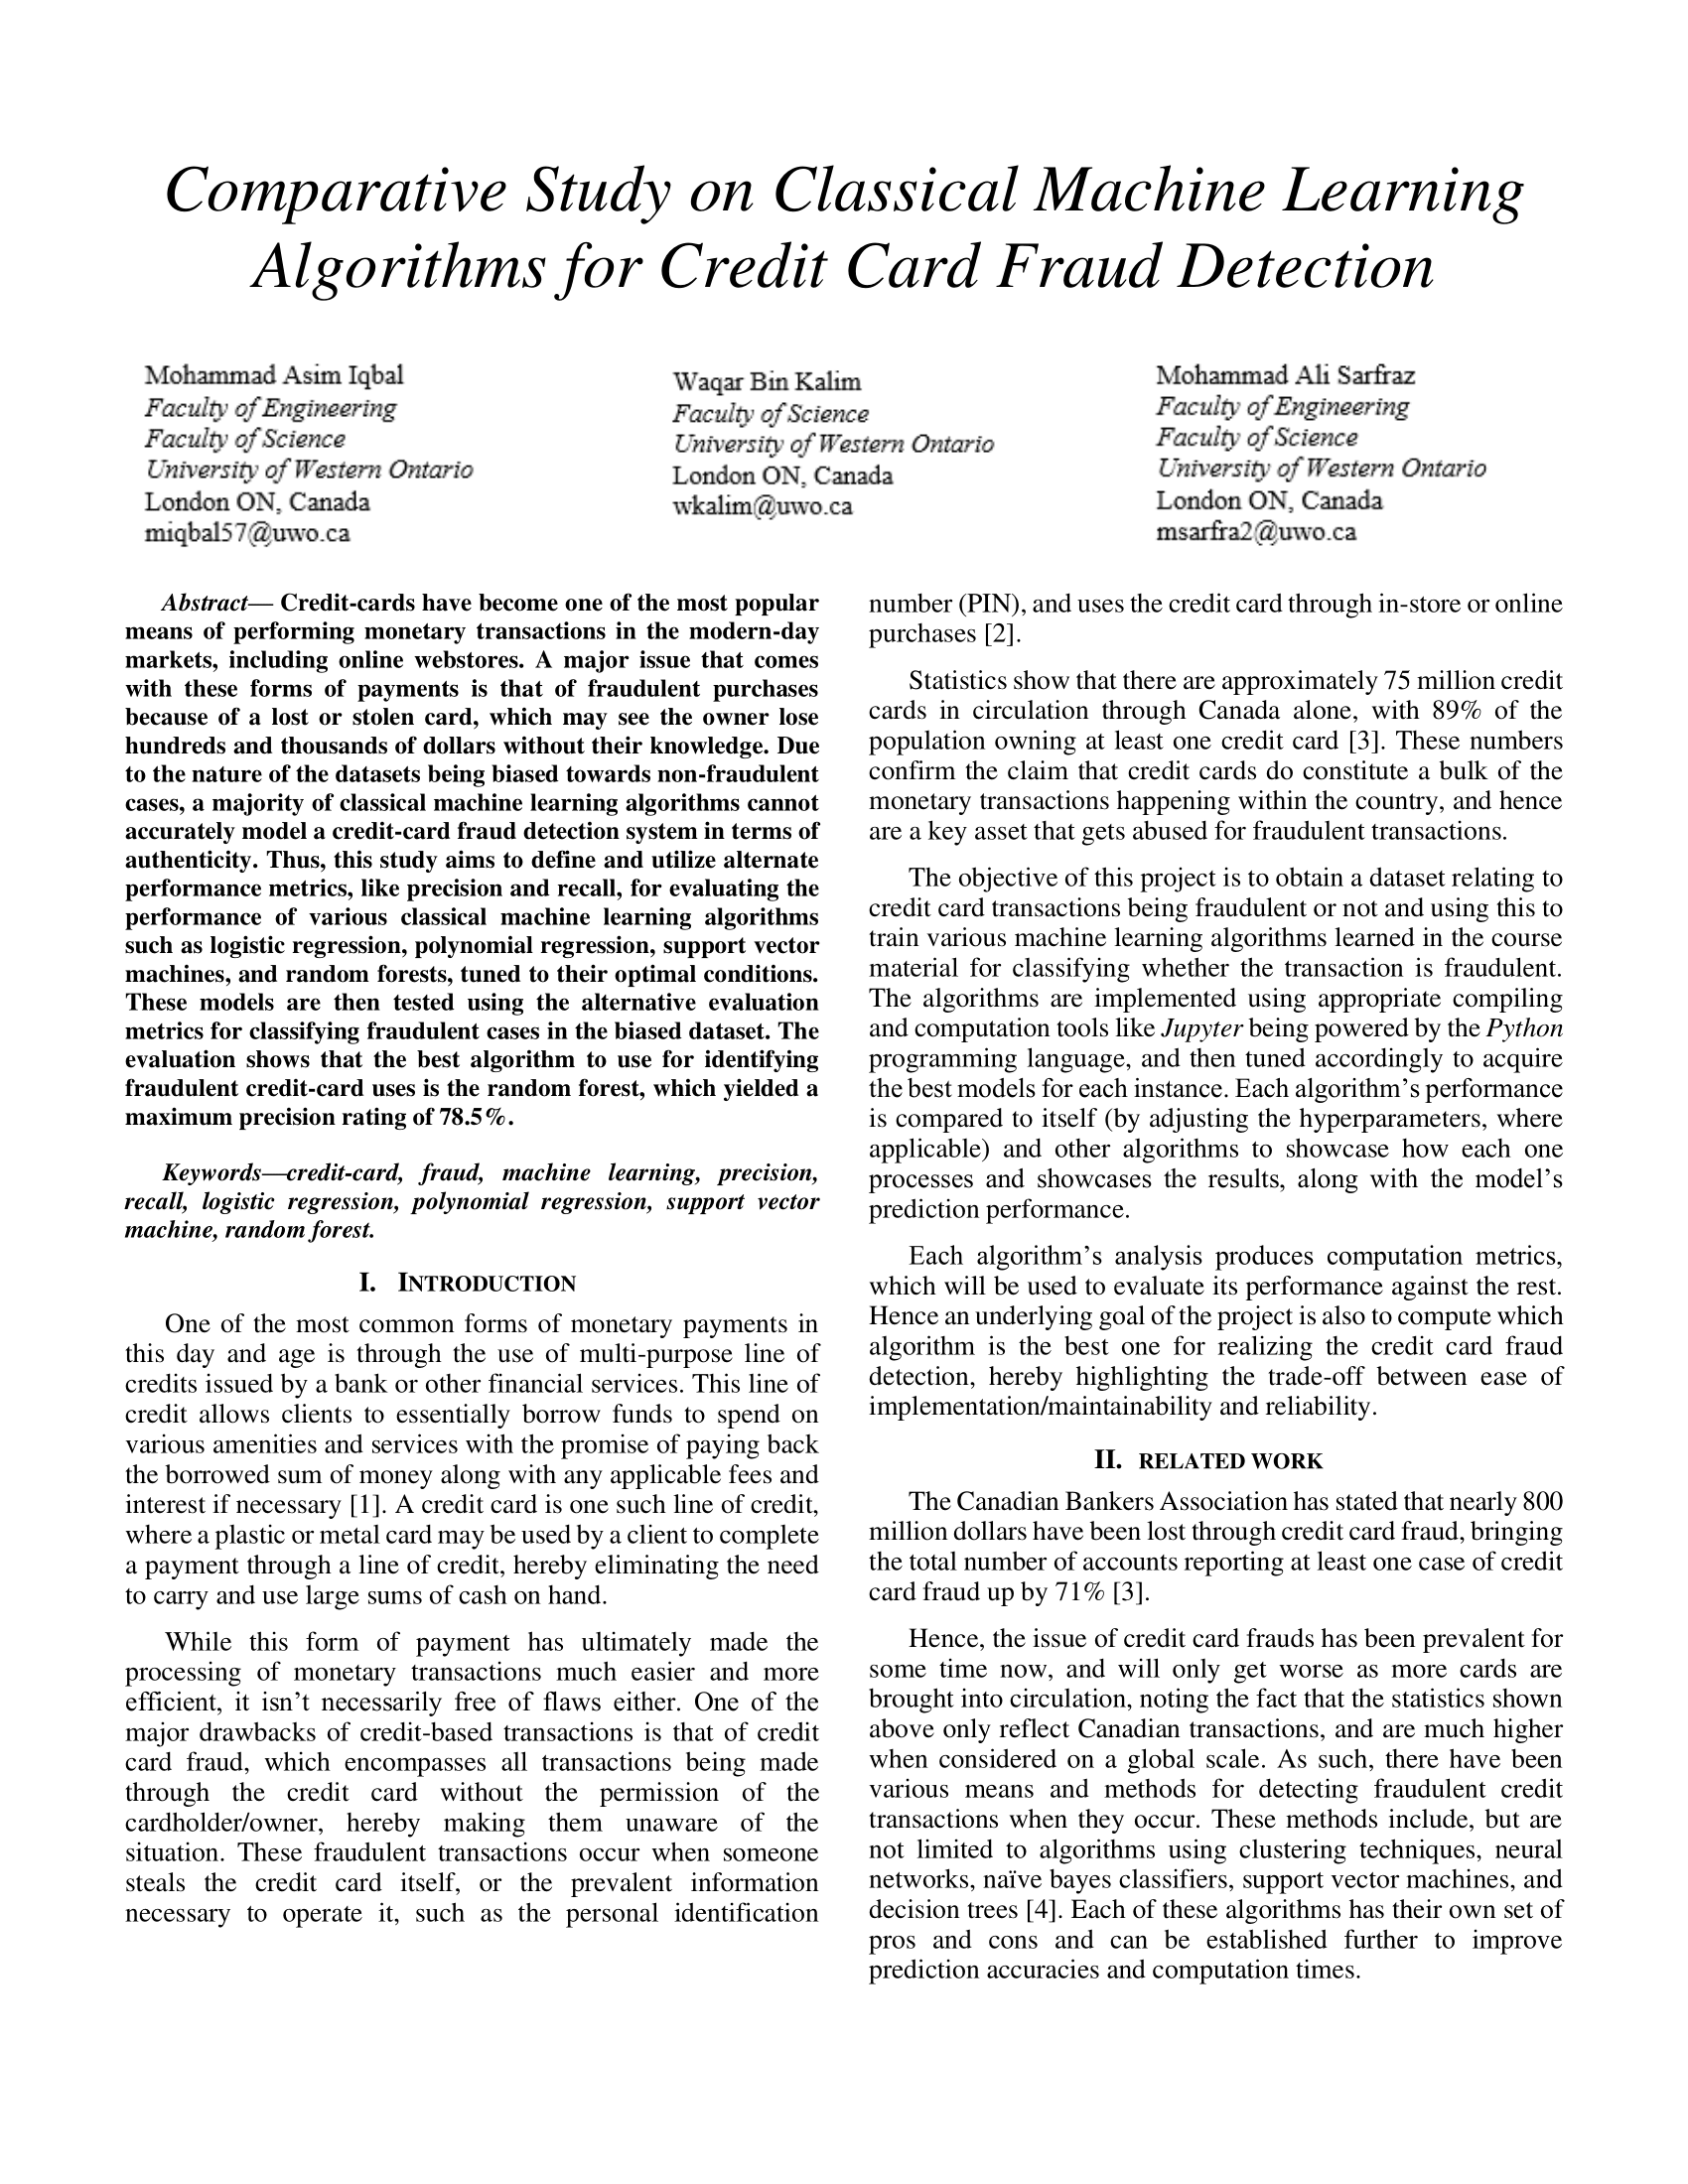 Comparative Study on Classical Machine Learning
Algorithms for Credit Card Fraud Detection
Mohammad Asim Iqbal
Faculty of Engineering
Faculty of Science
University of Western Ontario
London ON, Canada
miqbal57@uwo.ca
Waqar Bin Kalim
Faculty of Science
University of Western Ontario
London ON, Canada
wkalim@uwo.ca
Mohammad Ali Sarfraz
Faculty of Engineering
Faculty of Science
University of Western Ontario
London ON, Canada
msarfra2@uwo.ca
Abstract— Credit-cards have become one of the most popular
means of performing monetary transactions in the modern-day
markets, including online webstores. A major issue that comes
with these forms of payments is that of fraudulent purchases
because of a lost or stolen card, which may see the owner lose
hundreds and thousands of dollars without their knowledge. Due
to the nature of the datasets being biased towards non-fraudulent
cases, a majority of classical machine learning algorithms cannot
accurately model a credit-card fraud detection system in terms of
authenticity. Thus, this study aims to define and utilize alternate
performance metrics, like precision and recall, for evaluating the
performance of various classical machine learning algorithms
such as logistic regression, polynomial regression, support vector
machines, and random forests, tuned to their optimal conditions.
These models are then tested using the alternative evaluation
metrics for classifying fraudulent cases in the biased dataset. The
evaluation shows that the best algorithm to use for identifying
fraudulent credit-card uses is the random forest, which yielded a
maximum precision rating of 78.5%.
Keywords—credit-card, fraud, machine learning, precision,
recall, logistic regression, polynomial regression, support vector
machine, random forest.
I. INTRODUCTION
One of the most common forms of monetary payments in
this day and age is through the use of multi-purpose line of
credits issued by a bank or other financial services. This line of
credit allows clients to essentially borrow funds to spend on
various amenities and services with the promise of paying back
the borrowed sum of money along with any applicable fees and
interest if necessary [1]. A credit card is one such line of credit,
where a plastic or metal card may be used by a client to complete
a payment through a line of credit, hereby eliminating the need
to carry and use large sums of cash on hand.
While this form of payment has ultimately made the
processing of monetary transactions much easier and more
efficient, it isn’t necessarily free of flaws either. One of the
major drawbacks of credit-based transactions is that of credit
card fraud, which encompasses all transactions being made
through the credit card without the permission of the
cardholder/owner, hereby making them unaware of the
situation. These fraudulent transactions occur when someone
steals the credit card itself, or the prevalent information
necessary to operate it, such as the personal identification
number (PIN), and uses the credit card through in-store or online
purchases [2].
Statistics show that there are approximately 75 million credit
cards in circulation through Canada alone, with 89% of the
population owning at least one credit card [3]. These numbers
confirm the claim that credit cards do constitute a bulk of the
monetary transactions happening within the country, and hence
are a key asset that gets abused for fraudulent transactions.
The objective of this project is to obtain a dataset relating to
credit card transactions being fraudulent or not and using this to
train various machine learning algorithms learned in the course
material for classifying whether the transaction is fraudulent.
The algorithms are implemented using appropriate compiling
and computation tools like Jupyter being powered by the Python
programming language, and then tuned accordingly to acquire
the best models for each instance. Each algorithm’s performance
is compared to itself (by adjusting the hyperparameters, where
applicable) and other algorithms to showcase how each one
processes and showcases the results, along with the model’s
prediction performance.
Each algorithm’s analysis produces computation metrics,
which will be used to evaluate its performance against the rest.
Hence an underlying goal of the project is also to compute which
algorithm is the best one for realizing the credit card fraud
detection, hereby highlighting the trade-off between ease of
implementation/maintainability and reliability.
II. RELATED WORK
The Canadian Bankers Association has stated that nearly 800
million dollars have been lost through credit card fraud, bringing
the total number of accounts reporting at least one case of credit
card fraud up by 71% [3].
Hence, the issue of credit card frauds has been prevalent for
some time now, and will only get worse as more cards are
brought into circulation, noting the fact that the statistics shown
above only reflect Canadian transactions, and are much higher
when considered on a global scale. As such, there have been
various means and methods for detecting fraudulent credit
transactions when they occur. These methods include, but are
not limited to algorithms using clustering techniques, neural
networks, naïve bayes classifiers, support vector machines, and
decision trees [4]. Each of these algorithms has their own set of
pros and cons and can be established further to improve
prediction accuracies and computation times.